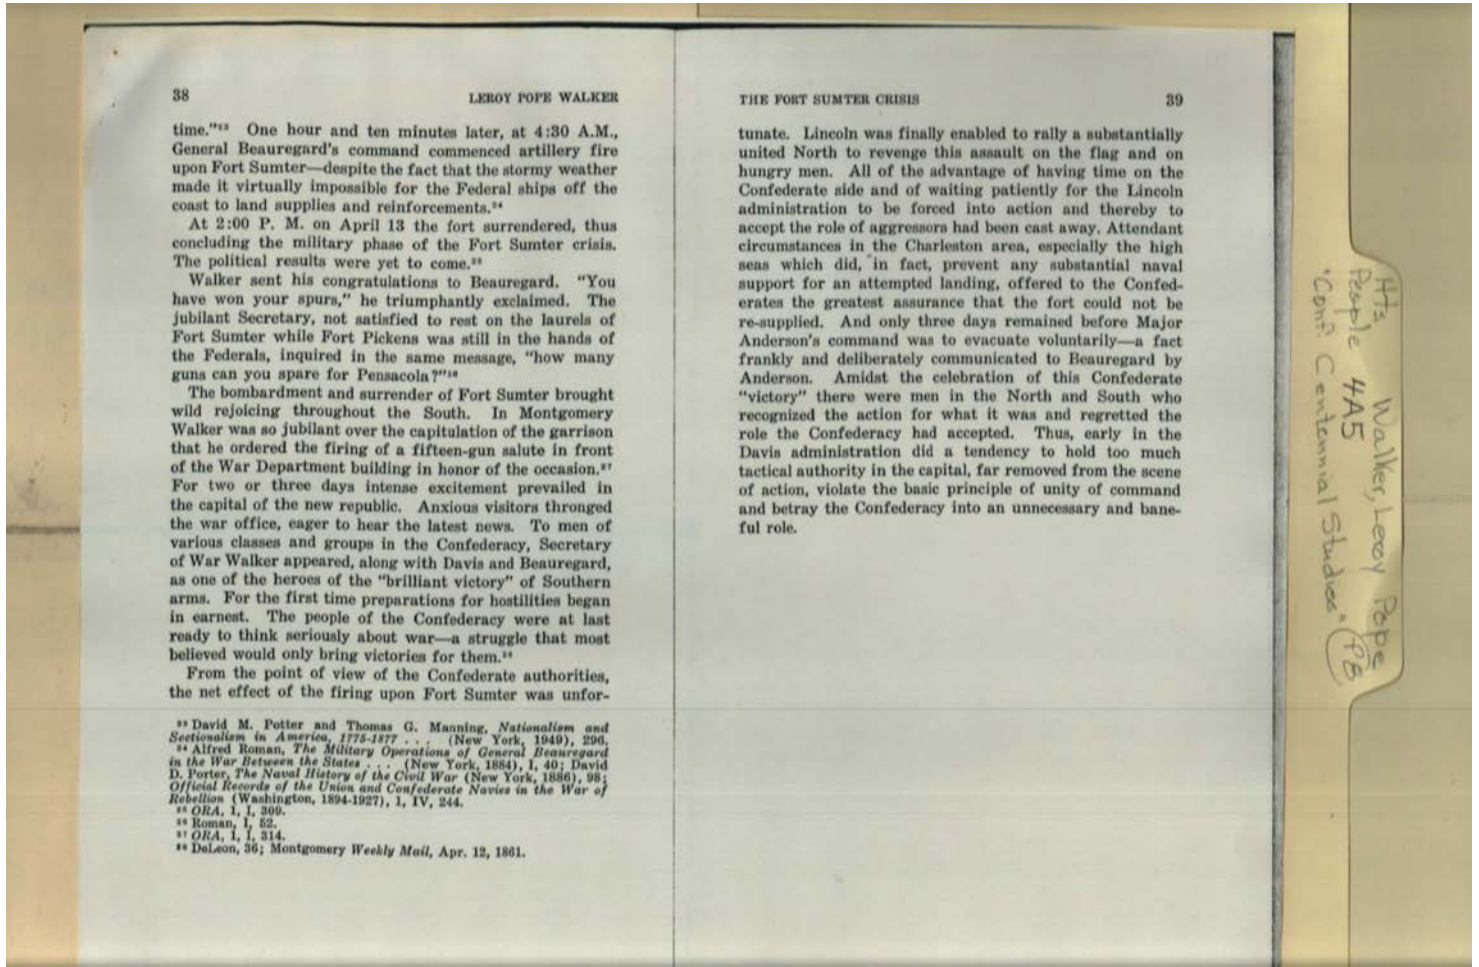 38 LEROY POPE WALKER
time."²³ One hour and ten minutes later, at 4:30 A.M.,
General Beauregard's command commenced artillery fire
upon Fort Sumter—despite the fact that the stormy weather
made it virtually impossible for the Federal ships off the
coast to land supplies and reinforcements.²⁴
At 2:00 P. M. on April 13 the fort surrendered, thus
concluding the military phase of the Fort Sumter crisis.
The political results were yet to come.²⁵
Walker sent his congratulations to Beauregard. "You
have won your spurs," he triumphantly exclaimed. The
jubilant Secretary, not satisfied to rest on the laurels of
Fort Sumter while Fort Pickens was still in the hands of
the Federals, inquired in the same message, "how many
guns can you spare for Pensacola?"²⁶
The bombardment and surrender of Fort Sumter brought
wild rejoicing throughout the South. In Montgomery
Walker was so jubilant over the capitulation of the garrison
that he ordered the firing of a fifteen-gun salute in front
of the War Department building in honor of the occasion.²⁷
For two or three days intense excitement prevailed in
the capital of the new republic. Anxious visitors thronged
the war office, eager to hear the latest news. To men of
various classes and groups in the Confederacy, Secretary
of War Walker appeared, along with Davis and Beauregard,
as one of the heroes of the "brilliant victory" of Southern
arms. For the first time preparations for hostilities began
in earnest. The people of the Confederacy were at last
ready to think seriously about war—a struggle that most
believed would only bring victories for them.²⁸
From the point of view of the Confederate authorities,
the net effect of the firing upon Fort Sumter was unfor-
²³ David M. Potter and Thomas G. Manning, Nationalism and
Sectionalism in America, 1775-1877 . . . (New York, 1949), 296.
²⁴ Alfred Roman, The Military Operations of General Beauregard
in the War Between the States . . . (New York, 1884), I, 40; David
D. Porter, The Naval History of the Civil War (New York, 1886), 98;
Official Records of the Union and Confederate Navies in the War of
Rebellion (Washington, 1894-1927), 1, IV, 244.
²⁵ ORA, 1, I, 309.
²⁶ Roman, I, 52.
²⁷ ORA, 1, I, 314.
²⁸ DeLeon, 36; Montgomery Weekly Mail, Apr. 12, 1861.
THE FORT SUMTER CRISIS 39
tunate. Lincoln was finally enabled to rally a substantially
united North to revenge this assault on the flag and on
hungry men. All of the advantage of having time on the
Confederate side and of waiting patiently for the Lincoln
administration to be forced into action and thereby to
accept the role of aggressors had been cast away. Attendant
circumstances in the Charleston area, especially the high
seas which did, in fact, prevent any substantial naval
support for an attempted landing, offered to the Confed-
erates the greatest assurance that the fort could not be
re-supplied. And only three days remained before Major
Anderson's command was to evacuate voluntarily—a fact
frankly and deliberately communicated to Beauregard by
Anderson. Amidst the celebration of this Confederate
"victory" there were men in the North and South who
recognized the action for what it was and regretted the
role the Confederacy had accepted. Thus, early in the
Davis administration did a tendency to hold too much
tactical authority in the capital, far removed from the scene
of action, violate the basic principle of unity of command
and betray the Confederacy into an unnecessary and bane-
ful role.
Hts Walker, Leroy Pope
People 4A5
"Conf. Centennial Studies" P8